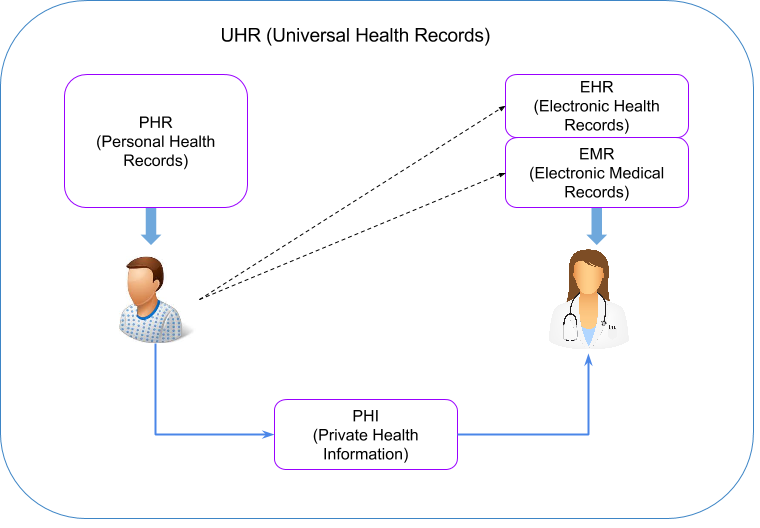 UHR (Universal Health Records)
PHR
(Personal Health
Records)
EHR
(Electronic Health
Records)
EMR
(Electronic Medical
Records)
PHI
(Private Health
Information)